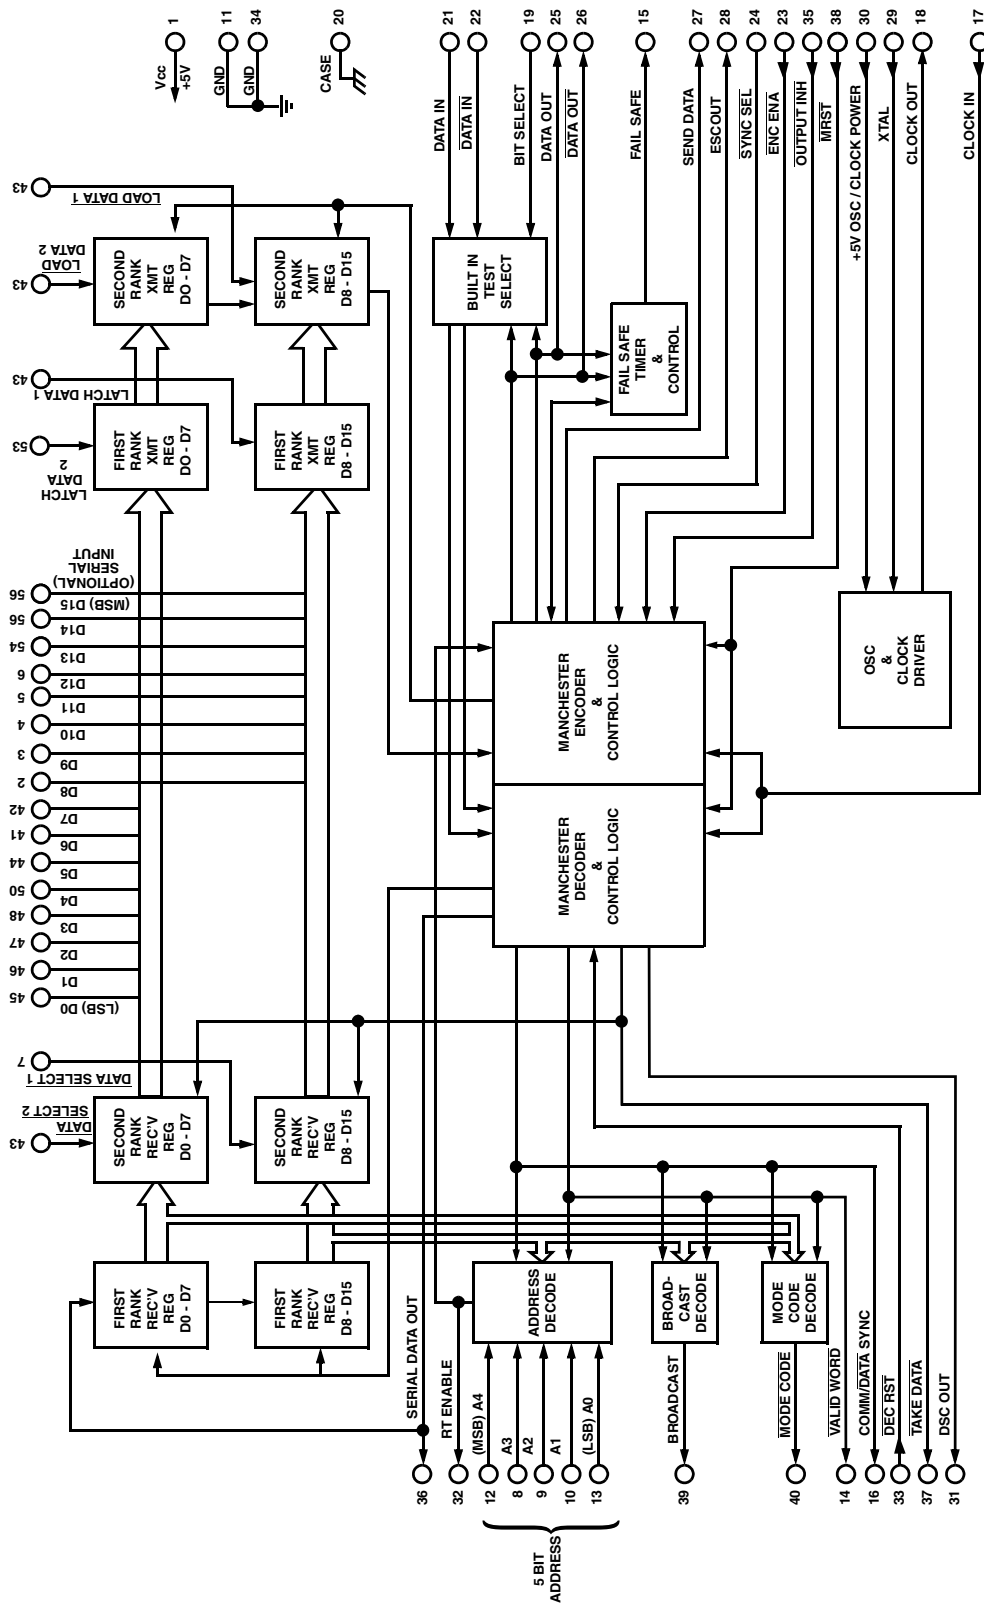 1
Vcc
+5V
11
GND
34
GND
20
CASE
21
DATA IN
22
DATA IN
19
BIT SELECT
25
DATA OUT
26
DATA OUT
15
FAIL SAFE
27
SEND DATA
28
ESCOUT
24
SYNC SEL
23
ENC ENA
35
OUTPUT INH
38
MRST
30
+5V OSC / CLOCK POWER
29
XTAL
18
CLOCK OUT
17
CLOCK IN
43
LOAD DATA 1
43
LOAD
DATA 2
43
LATCH DATA 1
53
LATCH
DATA
2
SECOND
RANK
XMT
REG
DO - D7
SECOND
RANK
XMT
REG
D8 - D15
FIRST
RANK
XMT
REG
DO - D7
FIRST
RANK
XMT
REG
D8 - D15
BUILT IN
TEST
SELECT
FAIL SAFE
TIMER
&
CONTROL
OSC
&
CLOCK
DRIVER
MANCHESTER
ENCODER
&
CONTROL LOGIC
MANCHESTER
DECODER
&
CONTROL LOGIC
SERIAL
INPUT
(OPTIONAL)
56
(MSB) D15
56
D14
54
D13
6
D12
5
D11
4
D10
3
D9
2
D8
42
D7
41
D6
44
D5
50
D4
48
D3
47
D2
46
D1
45
(LSB) D0
7
DATA SELECT 1
43
DATA
SELECT 2
SECOND
RANK
REC'V
REG
D0 - D7
SECOND
RANK
REC'V
REG
D8 - D15
FIRST
RANK
REC'V
REG
D0 - D7
FIRST
RANK
REC'V
REG
D8 - D15
ADDRESS
DECODE
BROAD-
CAST
DECODE
MODE
CODE
DECODE
SERIAL DATA OUT
36
RT ENABLE
32
(MSB) A4
12
A3
8
A2
9
A1
10
(LSB) A0
13
5 BIT
ADDRESS
BROADCAST
39
MODE CODE
40
VALID WORD
14
COMM/DATA SYNC
16
DEC RST
33
TAKE DATA
37
DSC OUT
31